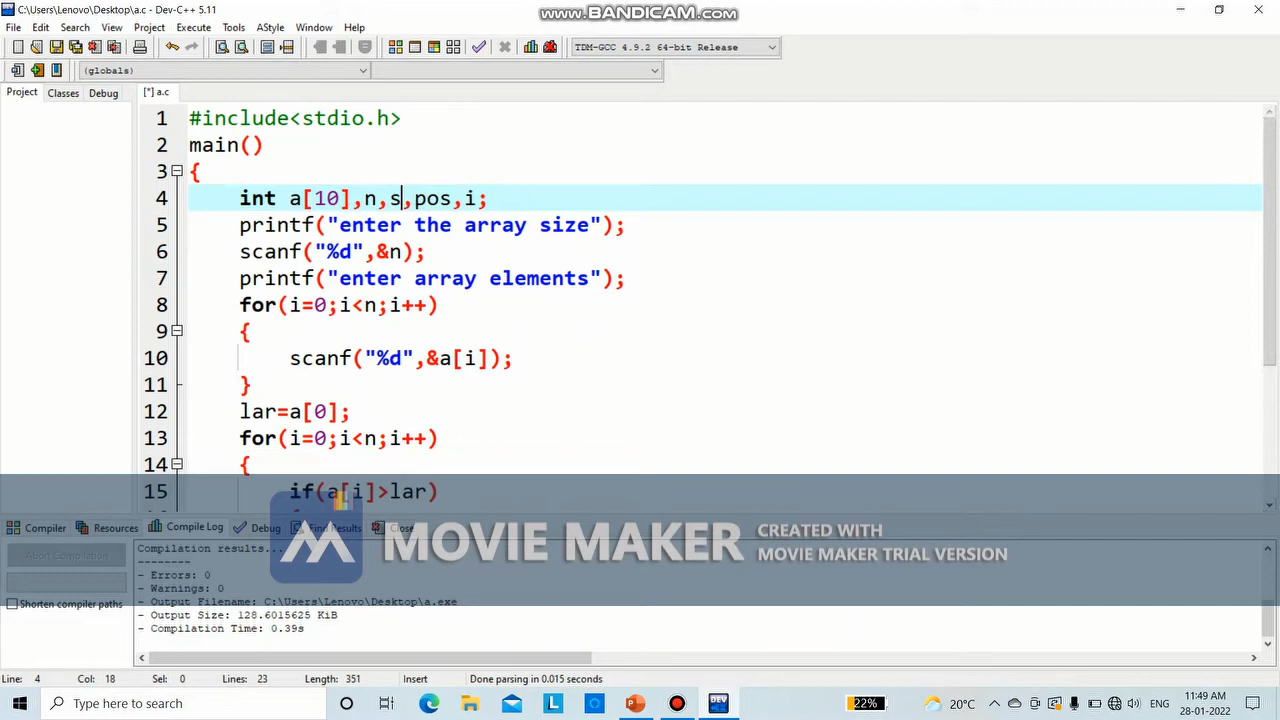 C:\Users\Lenovo\Desktop\a.c - Dev-C++ 5.11
www.BANDICAM.com
File Edit Search View Project Execute Tools AStyle Window Help
TDM-GCC 4.9.2 64-bit Release
(globals)
Project Classes Debug [*] a.c
1 #include<stdio.h>
2 main()
3 {
4 int a[10],n,s,pos,i;
5 printf("enter the array size");
6 scanf("%d",&n);
7 printf("enter array elements");
8 for(i=0;i<n;i++)
9 {
10 scanf("%d",&a[i]);
11 }
12 lar=a[0];
13 for(i=0;i<n;i++)
14 {
15 if(a[i]>lar)
Compiler Resources Compile Log Debug Find Results Close
MOVIE MAKER
CREATED WITH
MOVIE MAKER TRIAL VERSION
Abort Compilation
Shorten compiler paths
Compilation results...
--------
- Errors: 0
- Warnings: 0
- Output Filename: C:\Users\Lenovo\Desktop\a.exe
- Output Size: 128.6015625 KiB
- Compilation Time: 0.39s
Line: 4 Col: 18 Sel: 0 Lines: 23 Length: 351 Insert Done parsing in 0.015 seconds
Type here to search
22%
20°C
ENG
11:49 AM
28-01-2022